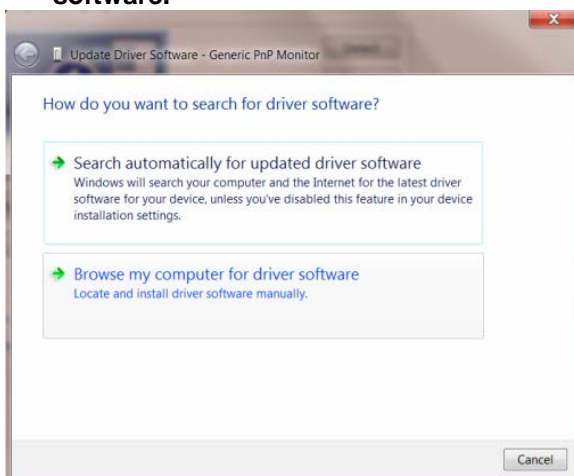 software.
Update Driver Software - Generic PnP Monitor
How do you want to search for driver software?
Search automatically for updated driver software
Windows will search your computer and the Internet for the latest driver
software for your device, unless you've disabled this feature in your device
installation settings.
Browse my computer for driver software
Locate and install driver software manually.
Cancel